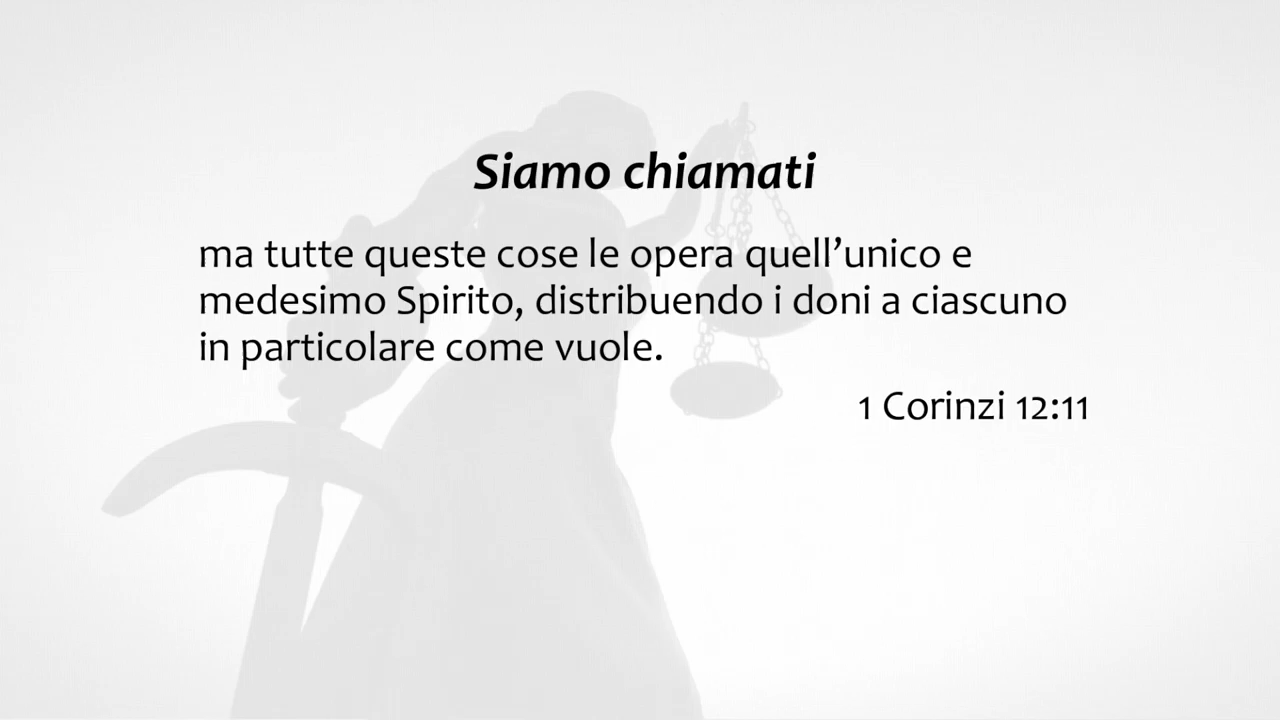 Siamo chiamati
ma tutte queste cose le opera quell’unico e
medesimo Spirito, distribuendo i doni a ciascuno
in particolare come vuole.
1 Corinzi 12:11